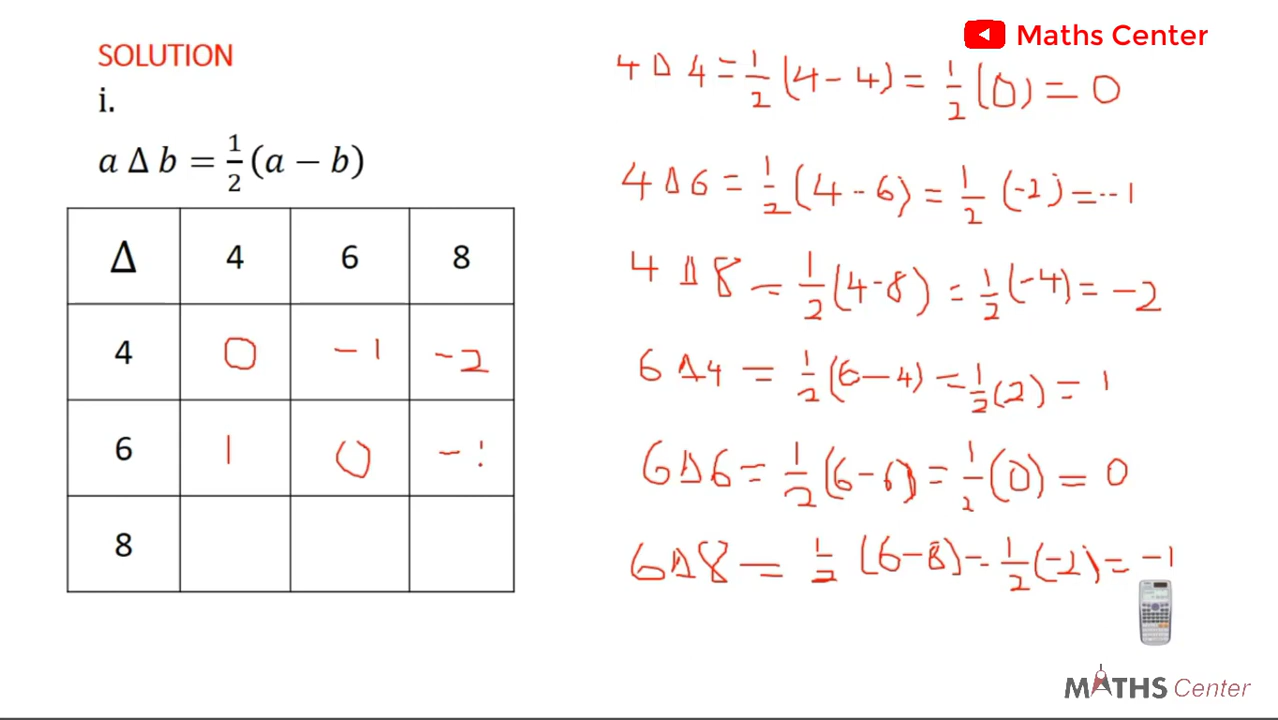 Maths Center
SOLUTION
i.
a Δ b = 1/2 (a − b)
Δ 4 6 8
4 0 -1 -2
6 1 0 -1
8
4 Δ 4 = 1/2 (4 - 4) = 1/2 (0) = 0
4 Δ 6 = 1/2 (4 - 6) = 1/2 (-2) = -1
4 Δ 8 = 1/2 (4 - 8) = 1/2 (-4) = -2
6 Δ 4 = 1/2 (6 - 4) = 1/2 (2) = 1
6 Δ 6 = 1/2 (6 - 6) = 1/2 (0) = 0
6 Δ 8 = 1/2 (6 - 8) - 1/2 (-2) = -1
MATHS Center